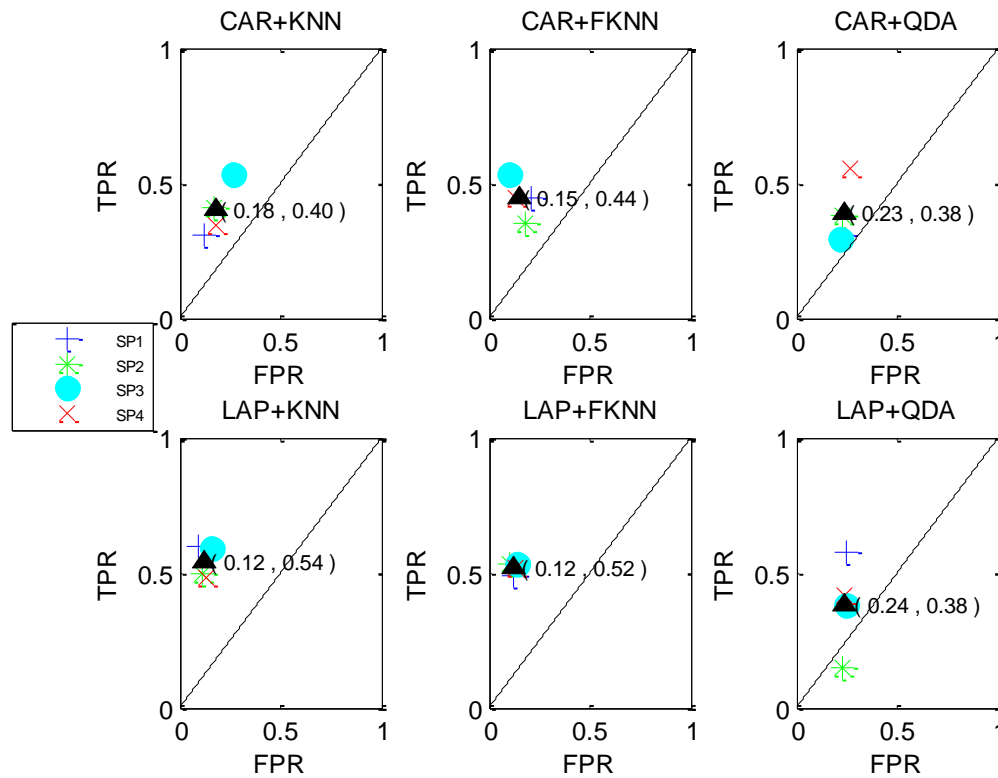 CAR+KNN
CAR+FKNN
CAR+QDA
1
0.5
0
TPR
( 0.18 , 0.40 )
0
0.5
1
FPR
1
0.5
0
TPR
( 0.15 , 0.44 )
0
0.5
1
FPR
1
0.5
0
TPR
( 0.23 , 0.38 )
0
0.5
1
FPR
SP1
SP2
SP3
SP4
LAP+KNN
LAP+FKNN
LAP+QDA
1
0.5
0
TPR
( 0.12 , 0.54 )
0
0.5
1
FPR
1
0.5
0
TPR
( 0.12 , 0.52 )
0
0.5
1
FPR
1
0.5
0
TPR
( 0.24 , 0.38 )
0
0.5
1
FPR